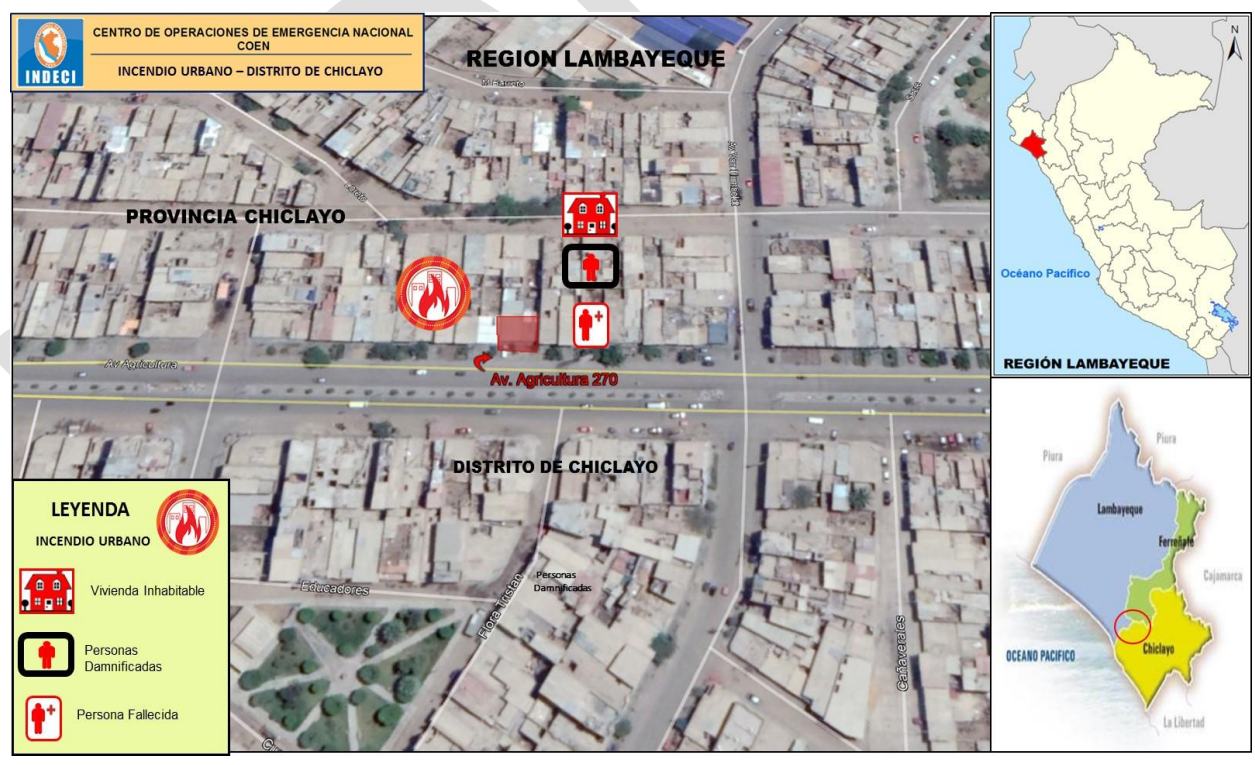 INDECI
CENTRO DE OPERACIONES DE EMERGENCIA NACIONAL
COEN
INCENDIO URBANO – DISTRITO DE CHICLAYO
REGION LAMBAYEQUE
M Barreto
Loreto
PROVINCIA CHICLAYO
Av Agricultura
Av. Agricultura 270
DISTRITO DE CHICLAYO
Educadores
Flora Tristan
Personas
Damnificadas
Cañaverales
LEYENDA
INCENDIO URBANO
Vivienda Inhabitable
Personas
Damnificadas
Persona Fallecida
N
Océano Pacífico
REGIÓN LAMBAYEQUE
Piura
Piura
Lambayeque
Ferreñafe
Cajamarca
Chiclayo
OCEANO PACIFICO
La Libertad